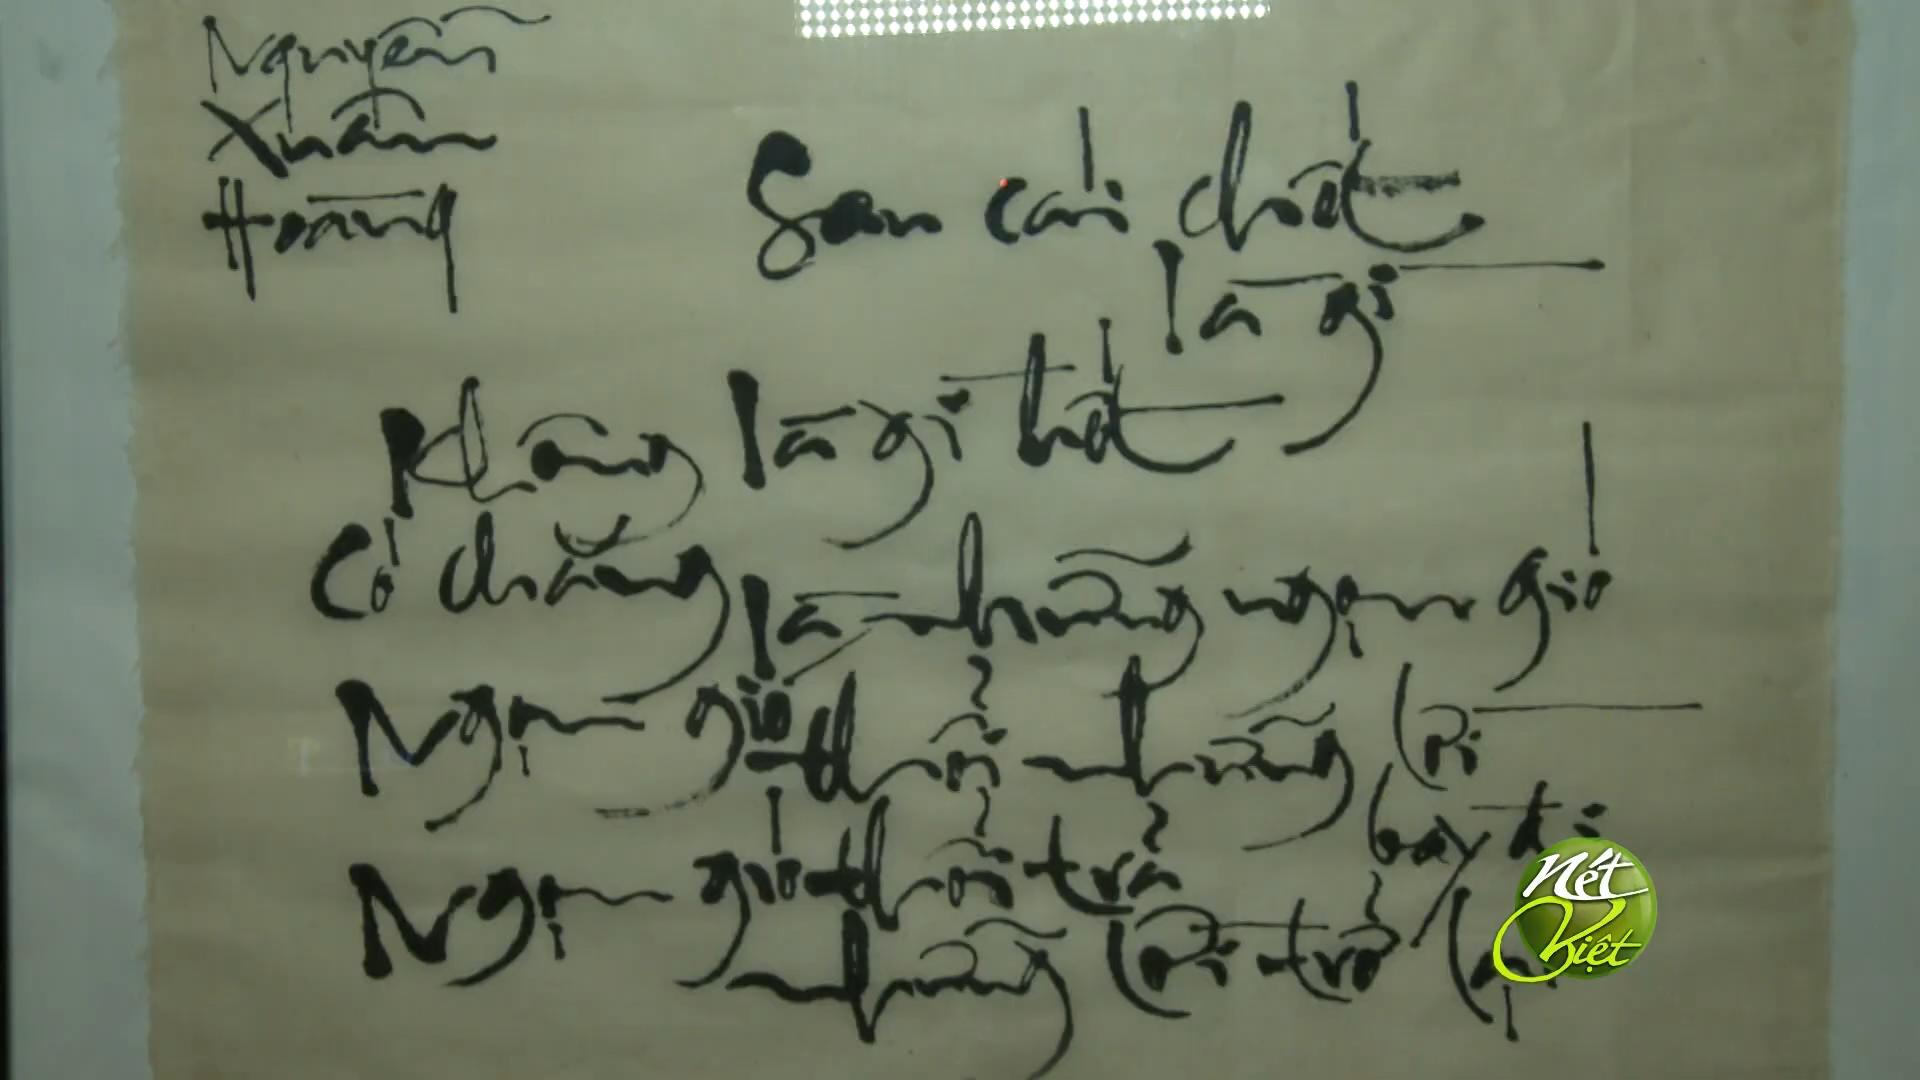 Nguyễn
Xuân
Hoàng
Sau cái chết
là gì
Không là gì hết
Có chăng là những ngọn gió
Ngọn gió thổi những lời
bay đi
Ngọn gió thổi trả
những lời trở lại
Nét
Việt